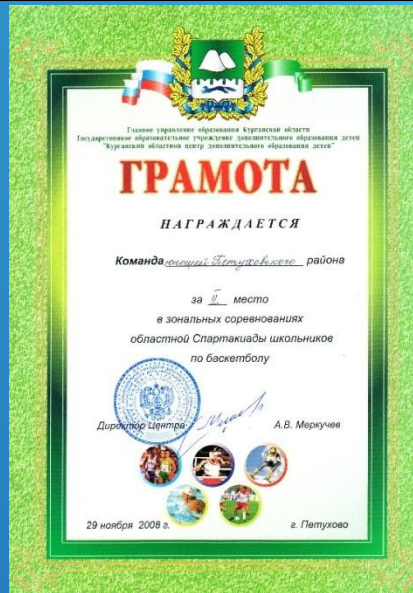 Главное управление образования Курганской области
Государственное образовательное учреждение дополнительного образования детей
"Курганский областной центр дополнительного образования детей"
ГРАМОТА
НАГРАЖДАЕТСЯ
Команда юношей Петуховского района
за II место
в зональных соревнованиях
областной Спартакиады школьников
по баскетболу
Директор Центра А.В. Меркучев
29 ноября 2008 г. г. Петухово